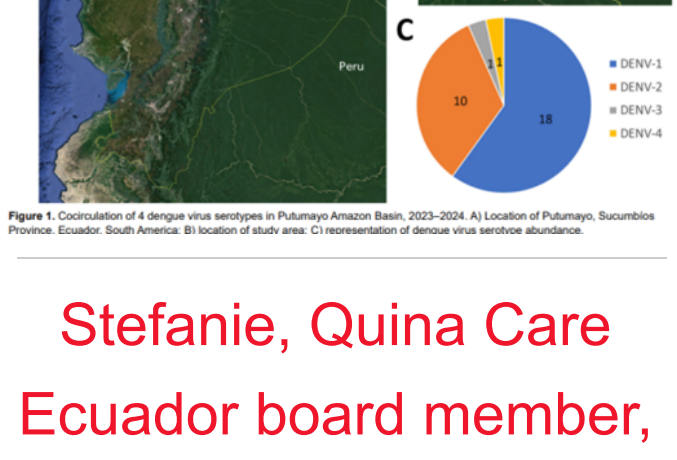 C
Peru
1
1
10
18
DENV-1
DENV-2
DENV-3
DENV-4
Figure 1. Cocirculation of 4 dengue virus serotypes in Putumayo Amazon Basin, 2023–2024. A) Location of Putumayo, Sucumbíos
Province, Ecuador, South America; B) location of study area; C) representation of dengue virus serotype abundance.
Stefanie, Quina Care
Ecuador board member,